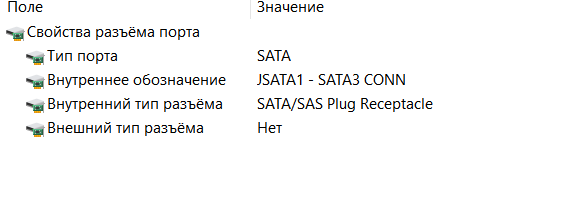 Поле Значение
Свойства разъёма порта
Тип порта SATA
Внутреннее обозначение JSATA1 - SATA3 CONN
Внутренний тип разъёма SATA/SAS Plug Receptacle
Внешний тип разъёма Нет